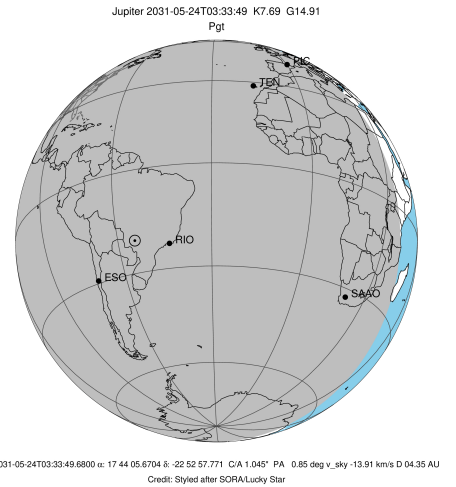 Jupiter 2031-05-24T03:33:49 K7.69 G14.91
Pgt
PIC
TEN
RIO
ESO
SAAO
031-05-24T03:33:49.6800 α: 17 44 05.6704 δ: -22 52 57.771 C/A 1.045" PA 0.85 deg v_sky -13.91 km/s D 04.35 AU
Credit: Styled after SORA/Lucky Star